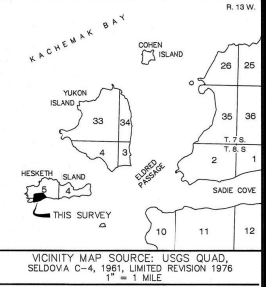 R. 13 W.
KACHEMAK BAY
COHEN
ISLAND
26 25
YUKON
ISLAND
33 34
35 36
4 3
T. 7 S.
T. 8 S.
2 1
ELDRED
PASSAGE
HESKETH ISLAND
5 4
SADIE COVE
THIS SURVEY
10 11 12
VICINITY MAP SOURCE: USGS QUAD,
SELDOVIA C-4, 1961, LIMITED REVISION 1976
1" = 1 MILE